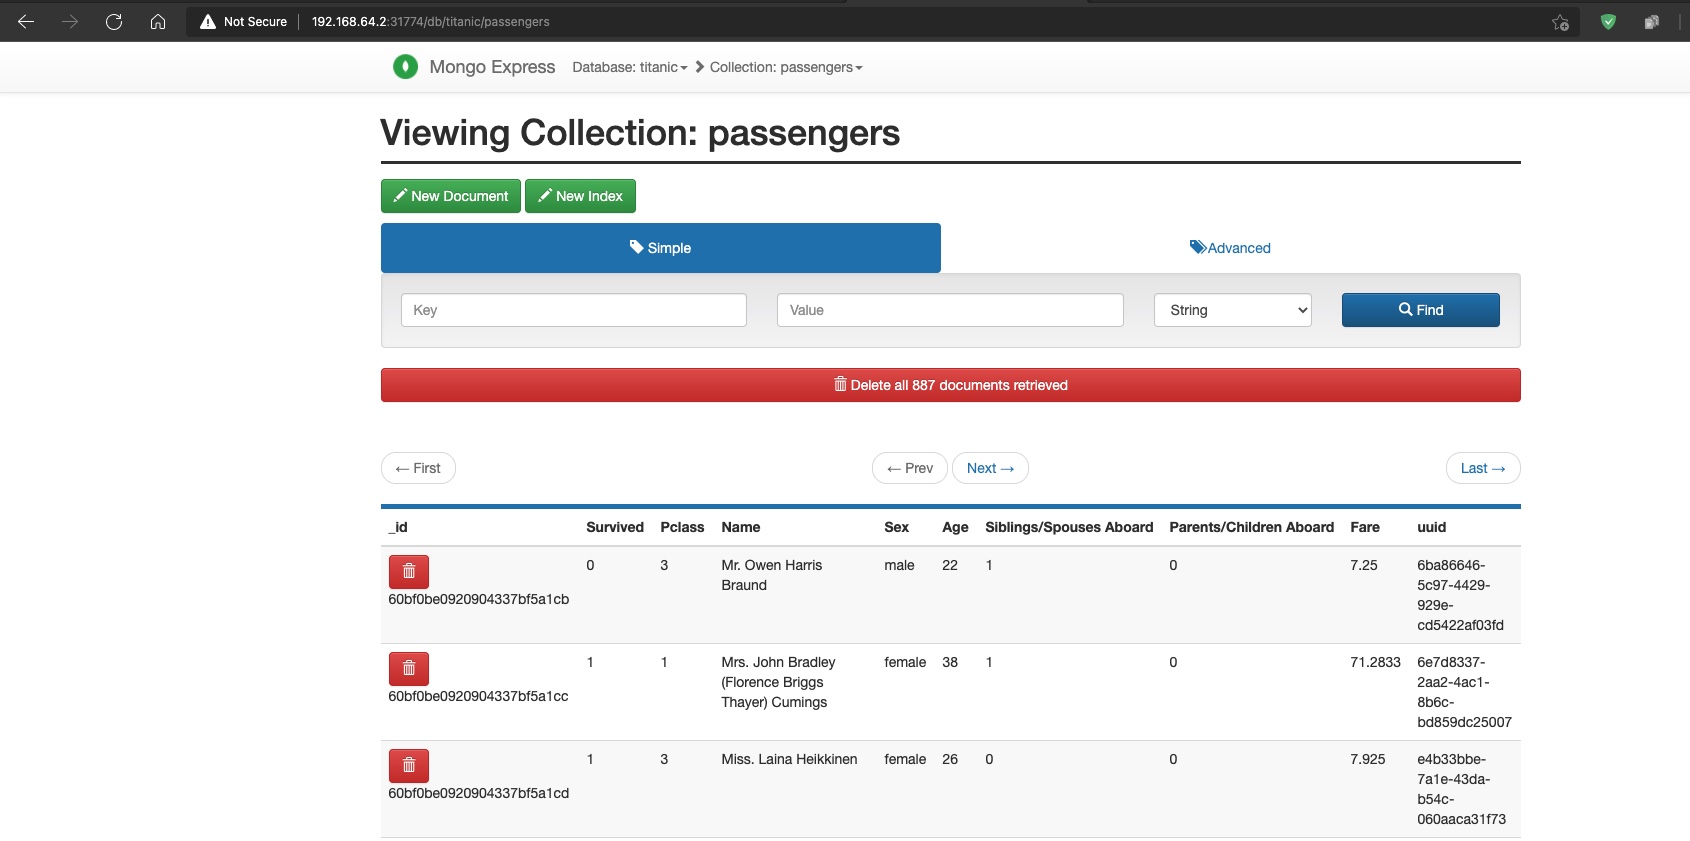 Not Secure 192.168.64.2:31774/db/titanic/passengers
Mongo Express Database: titanic Collection: passengers
Viewing Collection: passengers
New Document New Index
Simple Advanced
Key Value String Find
Delete all 887 documents retrieved
← First ← Prev Next → Last →
_id Survived Pclass Name Sex Age Siblings/Spouses Aboard Parents/Children Aboard Fare uuid
0 3 Mr. Owen Harris male 22 1 0 7.25 6ba86646-
Braund 5c97-4429-
60bf0be0920904337bf5a1cb 929e-
cd5422af03fd
1 1 Mrs. John Bradley female 38 1 0 71.2833 6e7d8337-
(Florence Briggs 2aa2-4ac1-
60bf0be0920904337bf5a1cc Thayer) Cumings 8b6c-
bd859dc25007
1 3 Miss. Laina Heikkinen female 26 0 0 7.925 e4b33bbe-
7a1e-43da-
60bf0be0920904337bf5a1cd b54c-
060aaca31f73